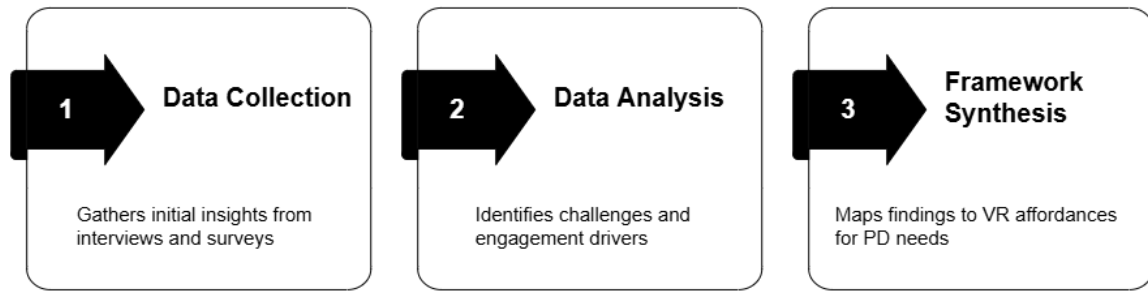 1
Data Collection
Gathers initial insights from
interviews and surveys
2
Data Analysis
Identifies challenges and
engagement drivers
3
Framework
Synthesis
Maps findings to VR affordances
for PD needs